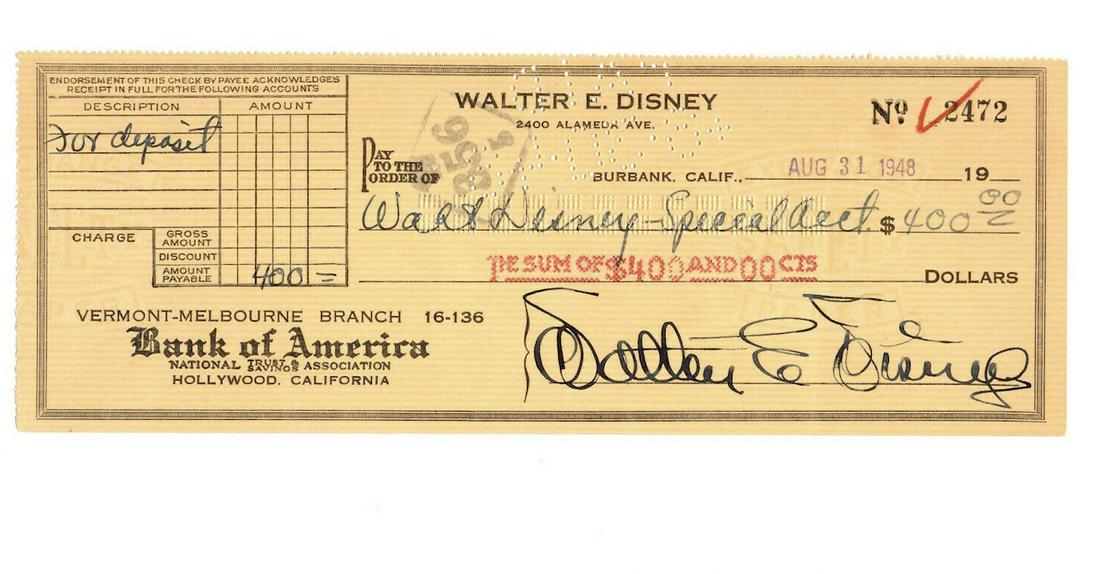 ENDORSEMENT OF THIS CHECK BY PAYEE ACKNOWLEDGES
RECEIPT IN FULL FOR THE FOLLOWING ACCOUNTS
DESCRIPTION AMOUNT
For deposit
CHARGE
GROSS AMOUNT
DISCOUNT
AMOUNT PAYABLE 400.=
VERMONT-MELBOURNE BRANCH 16-136
Bank of America
NATIONAL TRUST & SAVINGS ASSOCIATION
HOLLYWOOD, CALIFORNIA
WALTER E. DISNEY
2400 ALAMEDA AVE.
Nº 2472
PAY TO THE ORDER OF
BURBANK, CALIF., AUG 31 1948 19
Walt Disney-Special Acct. $ 400 00
THE SUM OF $400 AND 00 CTS DOLLARS
Walter E Disney